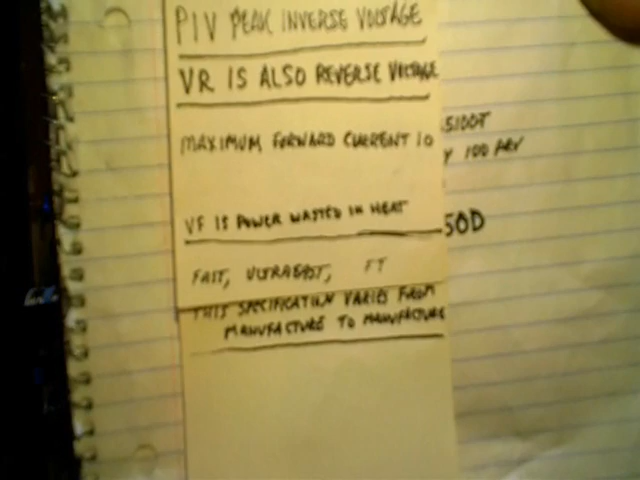 PIV PEAK INVERSE VOLTAGE
VR IS ALSO REVERSE VOLTAGE
MAXIMUM FORWARD CURRENT IO
VF IS POWER WASTED IN HEAT
50D
FAST, ULTRAFAST, FT
THIS SPECIFICATION VARIES FROM
MANUFACTURE TO MANUFACTURE